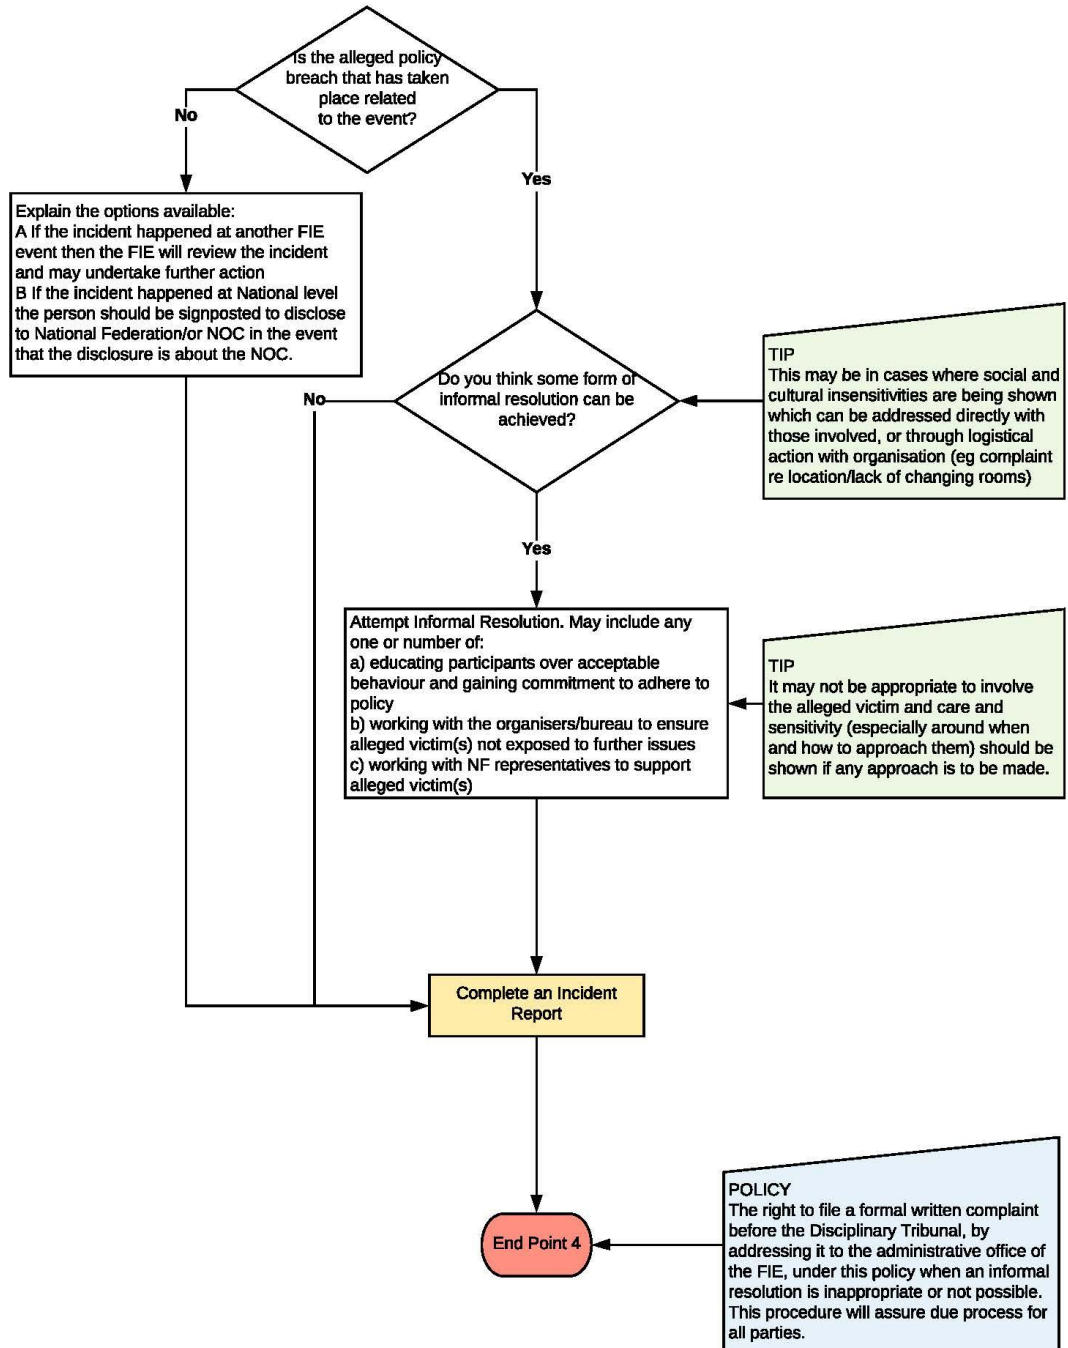 Is the alleged policy
breach that has taken
place related
to the event?
No
Yes
Explain the options available:
A If the incident happened at another FIE
event then the FIE will review the incident
and may undertake further action
B If the incident happened at National level
the person should be signposted to disclose
to National Federation/or NOC in the event
that the disclosure is about the NOC.
Do you think some form of
informal resolution can be
achieved?
No
TIP
This may be in cases where social and
cultural insensitivities are being shown
which can be addressed directly with
those involved, or through logistical
action with organisation (eg complaint
re location/lack of changing rooms)
Yes
Attempt Informal Resolution. May include any
one or number of:
a) educating participants over acceptable
behaviour and gaining commitment to adhere to
policy
b) working with the organisers/bureau to ensure
alleged victim(s) not exposed to further issues
c) working with NF representatives to support
alleged victim(s)
TIP
It may not be appropriate to involve
the alleged victim and care and
sensitivity (especially around when
and how to approach them) should be
shown if any approach is to be made.
Complete an Incident
Report
End Point 4
POLICY
The right to file a formal written complaint
before the Disciplinary Tribunal, by
addressing it to the administrative office of
the FIE, under this policy when an informal
resolution is inappropriate or not possible.
This procedure will assure due process for
all parties.